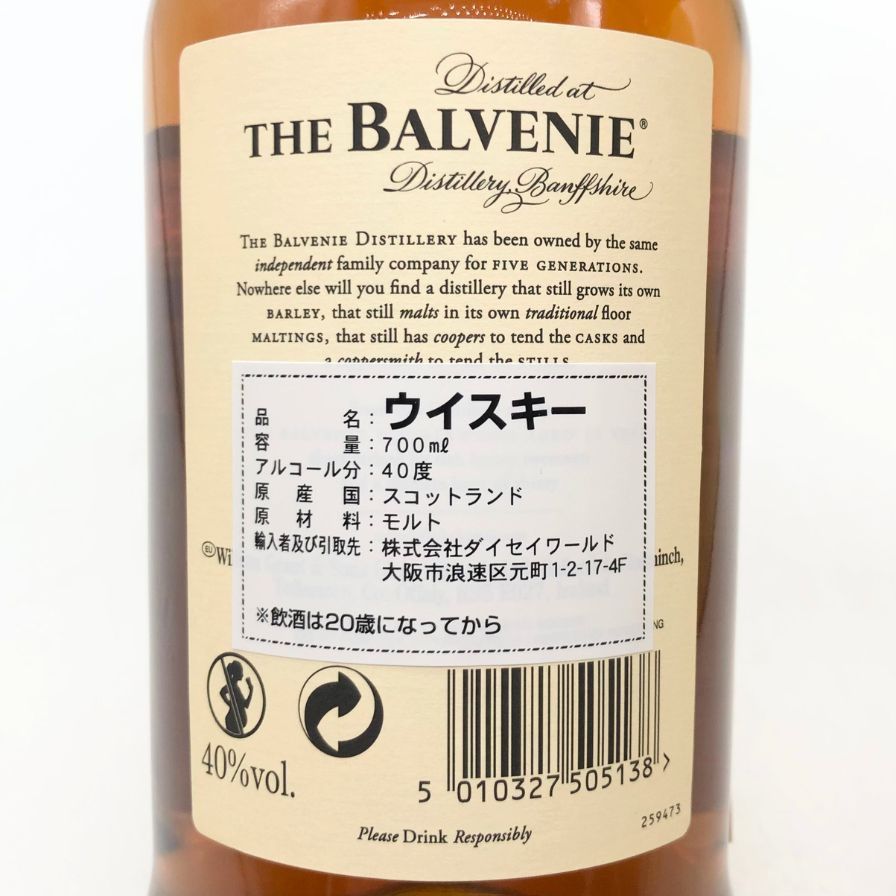 Distilled at
THE BALVENIE®
Distillery, Banffshire
THE BALVENIE DISTILLERY has been owned by the same
independent family company for FIVE GENERATIONS.
Nowhere else will you find a distillery that still grows its own
BARLEY, that still malts in its own traditional floor
MALTINGS, that still has coopers to tend the CASKS and
a coppersmith to tend the STILLS
品名：ウイスキー
容量：700㎖
アルコール分：40度
原産国：スコットランド
原材料：モルト
輸入者及び引取先：株式会社ダイセイワールド
大阪市浪速区元町1-2-17-4F
※飲酒は20歳になってから
EU
40%vol.
5 010327 505138 >
259473
Please Drink Responsibly